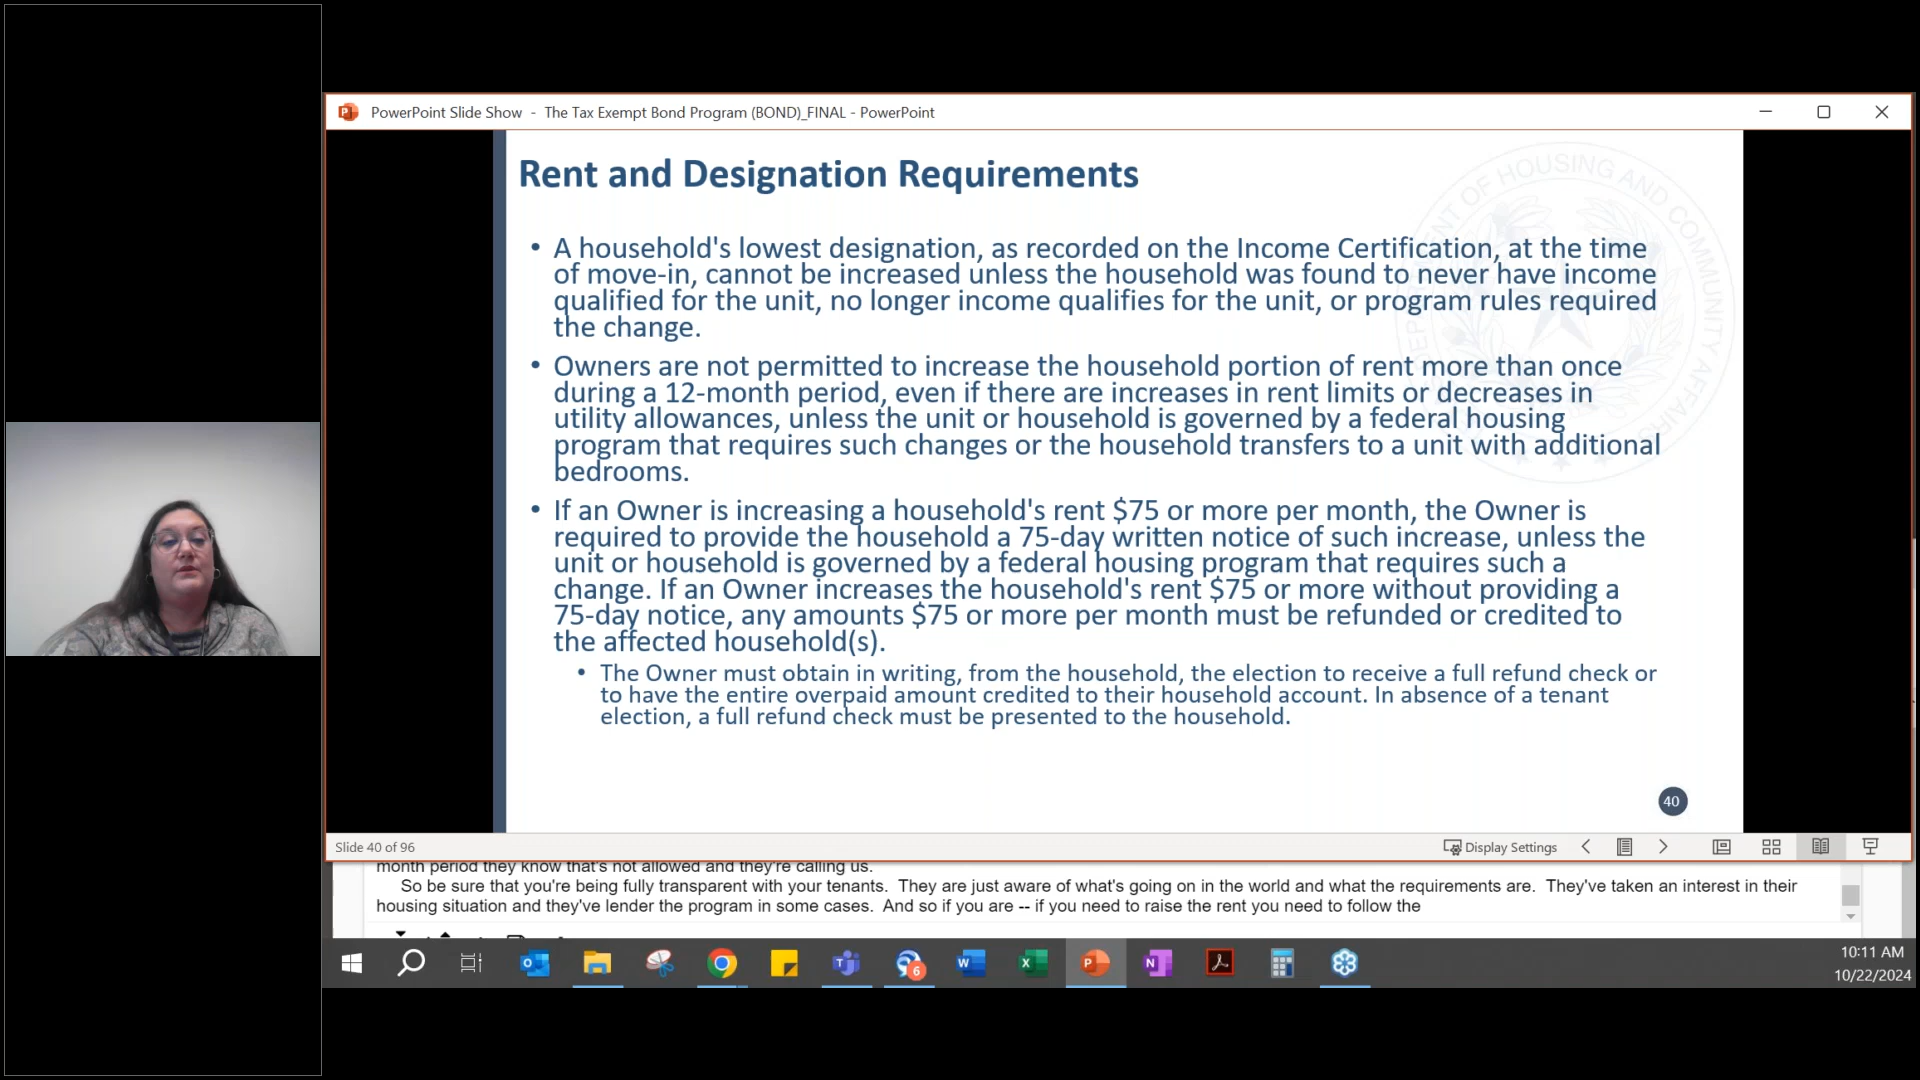 PowerPoint Slide Show - The Tax Exempt Bond Program (BOND)_FINAL - PowerPoint
Rent and Designation Requirements
• A household's lowest designation, as recorded on the Income Certification, at the time
of move-in, cannot be increased unless the household was found to never have income
qualified for the unit, no longer income qualifies for the unit, or program rules required
the change.
• Owners are not permitted to increase the household portion of rent more than once
during a 12-month period, even if there are increases in rent limits or decreases in
utility allowances, unless the unit or household is governed by a federal housing
program that requires such changes or the household transfers to a unit with additional
bedrooms.
• If an Owner is increasing a household's rent $75 or more per month, the Owner is
required to provide the household a 75-day written notice of such increase, unless the
unit or household is governed by a federal housing program that requires such a
change. If an Owner increases the household's rent $75 or more without providing a
75-day notice, any amounts $75 or more per month must be refunded or credited to
the affected household(s).
• The Owner must obtain in writing, from the household, the election to receive a full refund check or
to have the entire overpaid amount credited to their household account. In absence of a tenant
election, a full refund check must be presented to the household.
DEPARTMENT OF HOUSING AND COMMUNITY AFFAIRS
40
Slide 40 of 96
Display Settings
month period they know that's not allowed and they're calling us.
So be sure that you're being fully transparent with your tenants. They are just aware of what's going on in the world and what the requirements are. They've taken an interest in their
housing situation and they've lender the program in some cases. And so if you are -- if you need to raise the rent you need to follow the
6
10:11 AM
10/22/2024